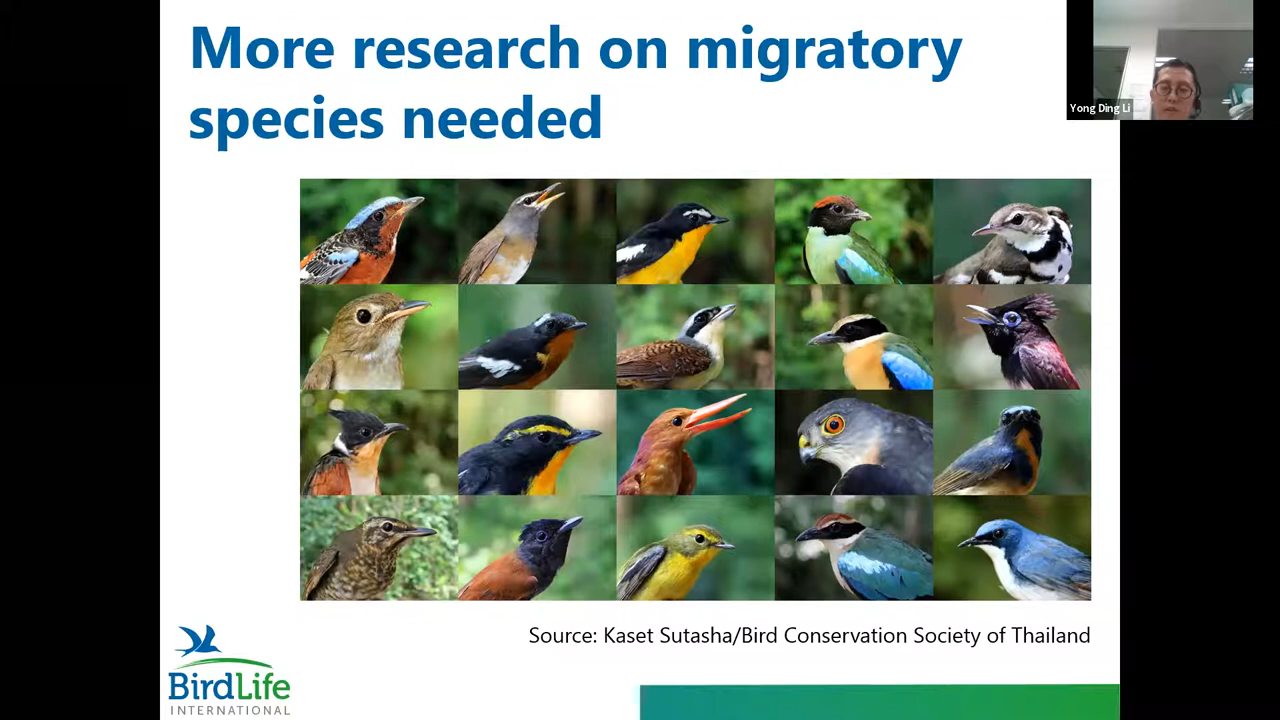 More research on migratory
species needed
Yong Ding Li
Source: Kaset Sutasha/Bird Conservation Society of Thailand
BirdLife
INTERNATIONAL